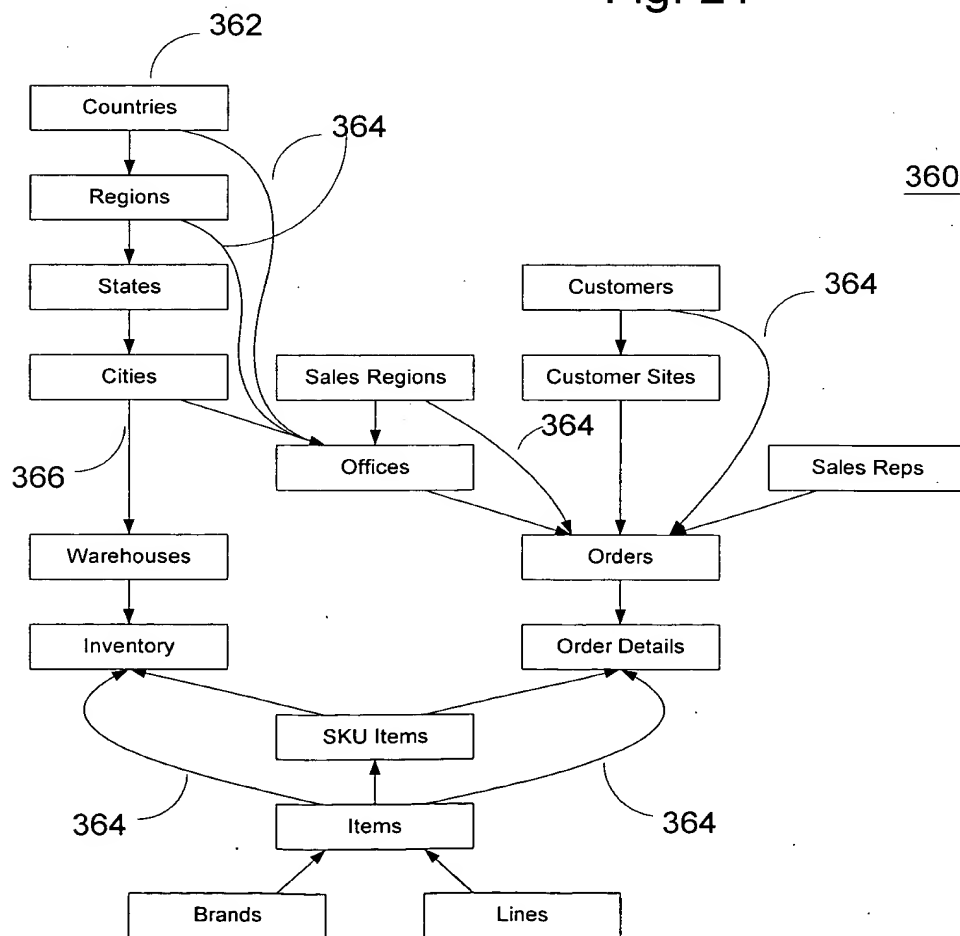 362
Countries
364
360
Regions
States
Customers
364
Cities
Sales Regions
Customer Sites
364
366
Offices
Sales Reps
Warehouses
Orders
Inventory
Order Details
SKU Items
364
364
Items
Brands
Lines